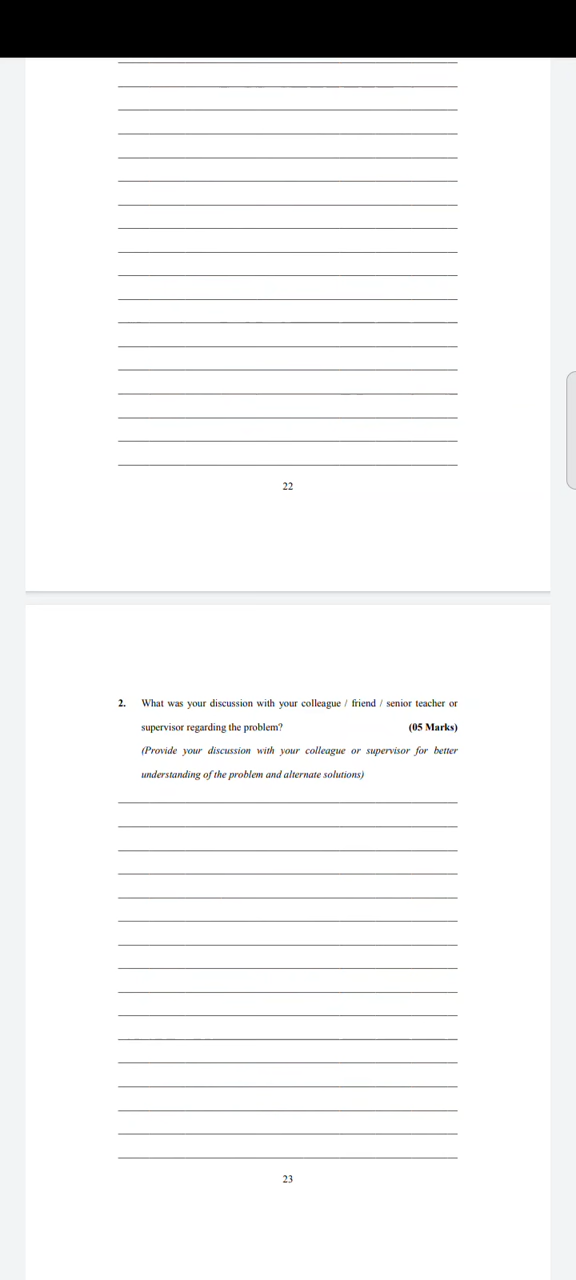 22
2. What was your discussion with your colleague / friend / senior teacher or
supervisor regarding the problem? (05 Marks)
(Provide your discussion with your colleague or supervisor for better
understanding of the problem and alternate solutions)
23